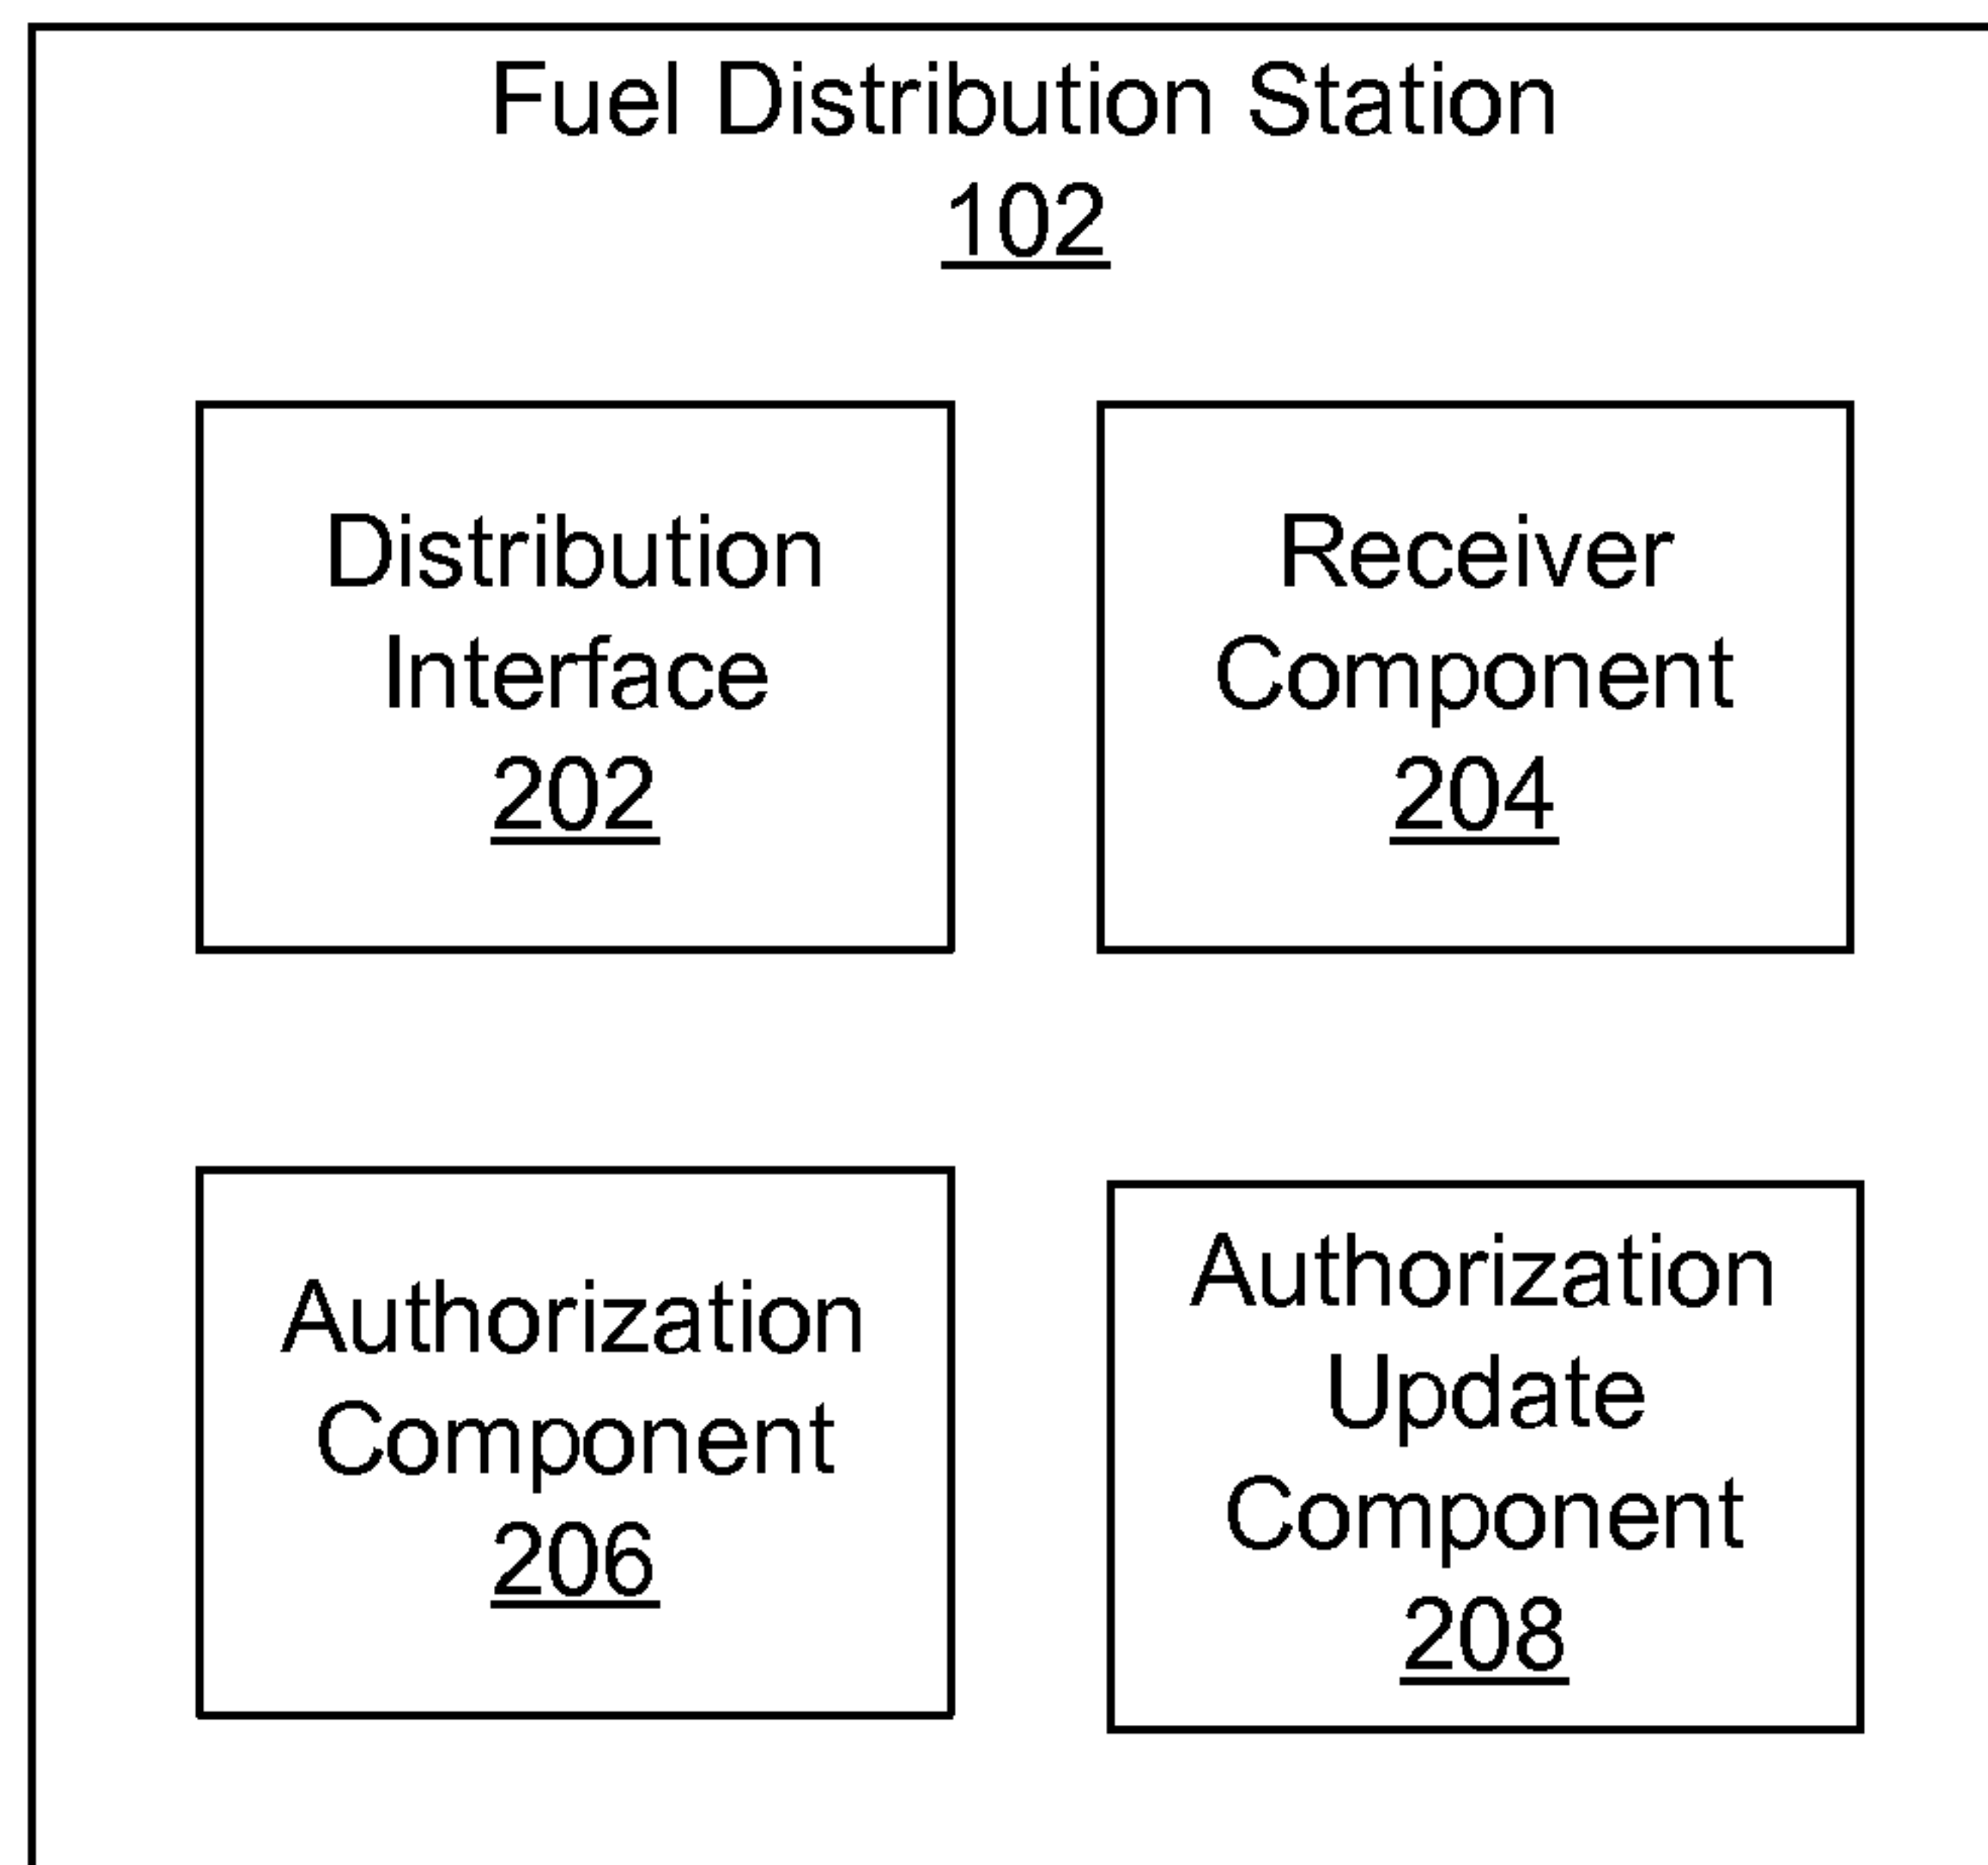 Fuel Distribution Station
102
Distribution
Interface
202
Receiver
Component
204
Authorization
Component
206
Authorization
Update
Component
208